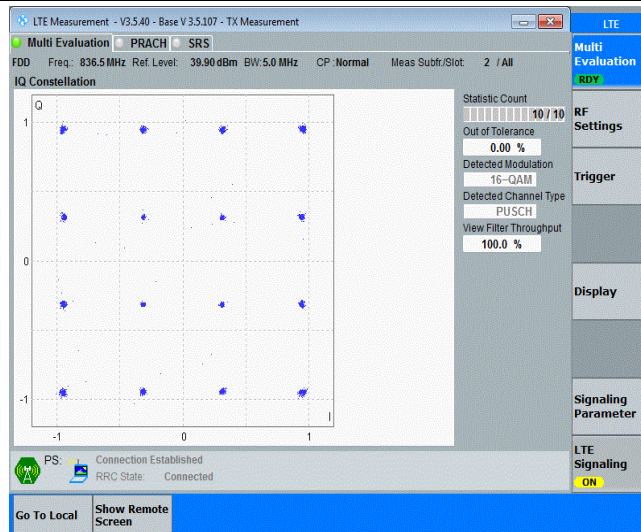 LTE Measurement - V3.5.40 - Base V 3.5.107 - TX Measurement
LTE
Multi Evaluation PRACH SRS
Multi
Evaluation
RDY
FDD Freq.: 836.5 MHz Ref. Level: 39.90 dBm BW: 5.0 MHz CP : Normal Meas Subfr./Slot: 2 / All
IQ Constellation
Q
1
0
-1
I
-1 0 1
Statistic Count
10 / 10
Out of Tolerance
0.00 %
Detected Modulation
16-QAM
Detected Channel Type
PUSCH
View Filter Throughput
100.0 %
RF
Settings
Trigger
Display
Signaling
Parameter
LTE
Signaling
ON
PS: Connection Established
RRC State: Connected
Go To Local
Show Remote
Screen